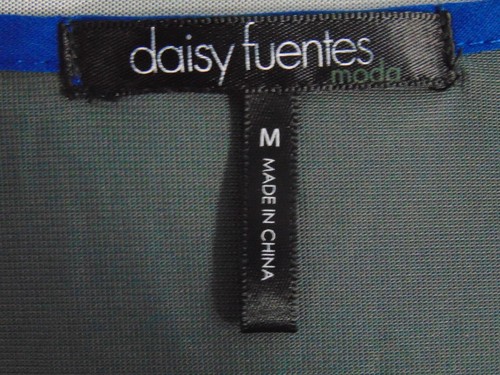 daisy fuentes
moda
M
MADE IN CHINA